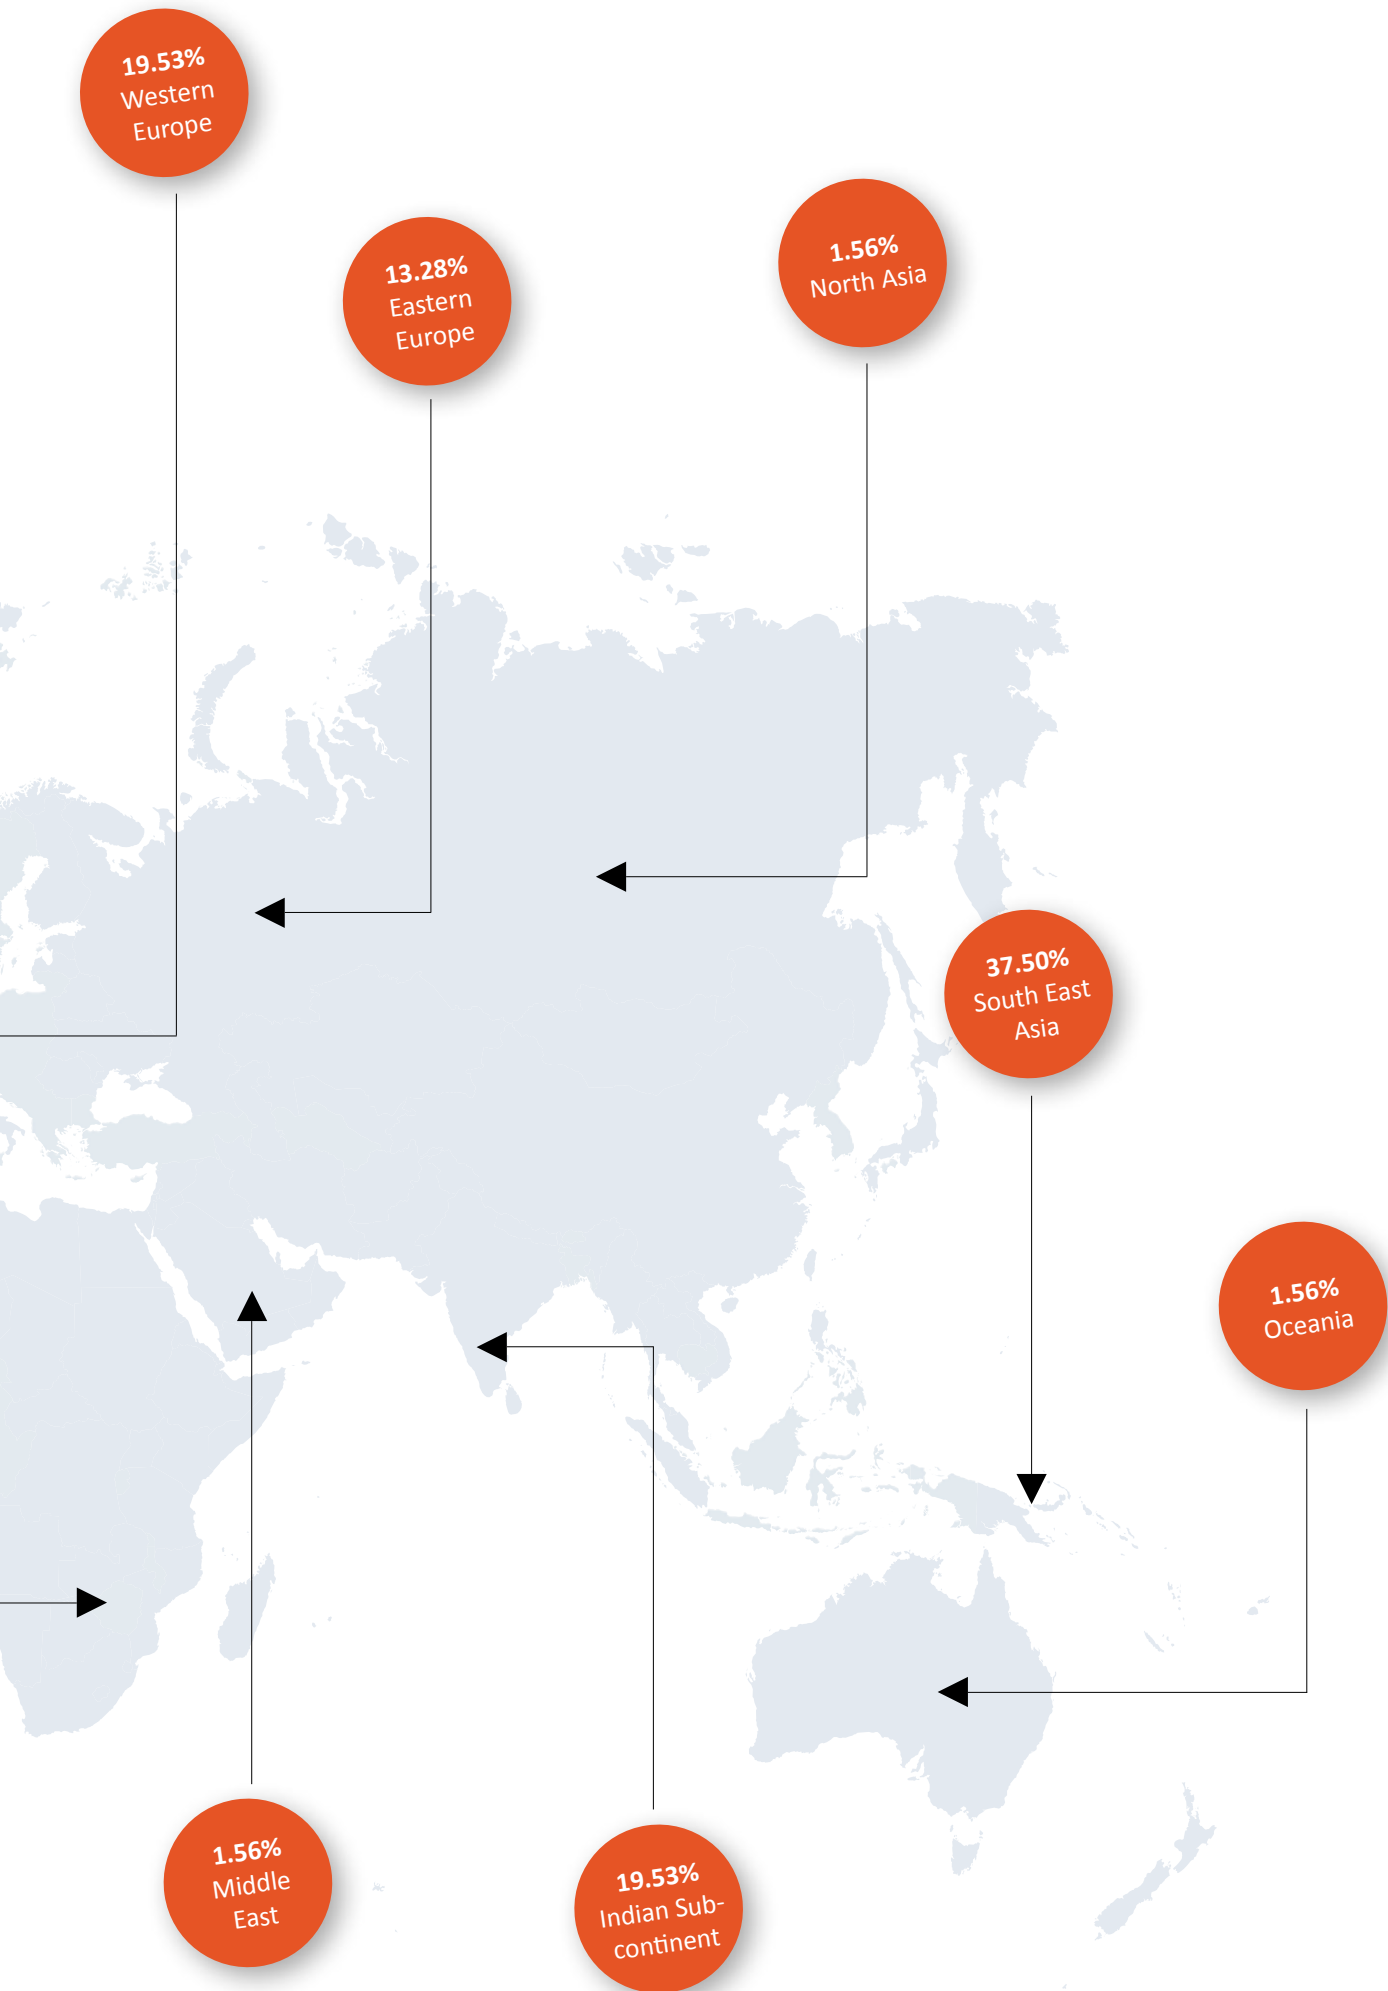 19.53%
Western
Europe
13.28%
Eastern
Europe
1.56%
North Asia
37.50%
South East
Asia
1.56%
Oceania
1.56%
Middle
East
19.53%
Indian Sub-
continent